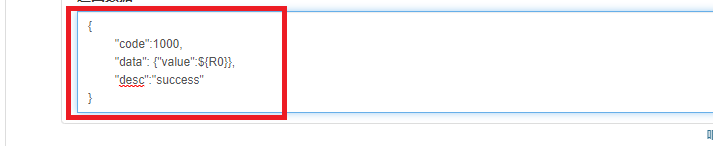 {
"code":1000,
"data": {"value":${R0}},
"desc":"success"
}